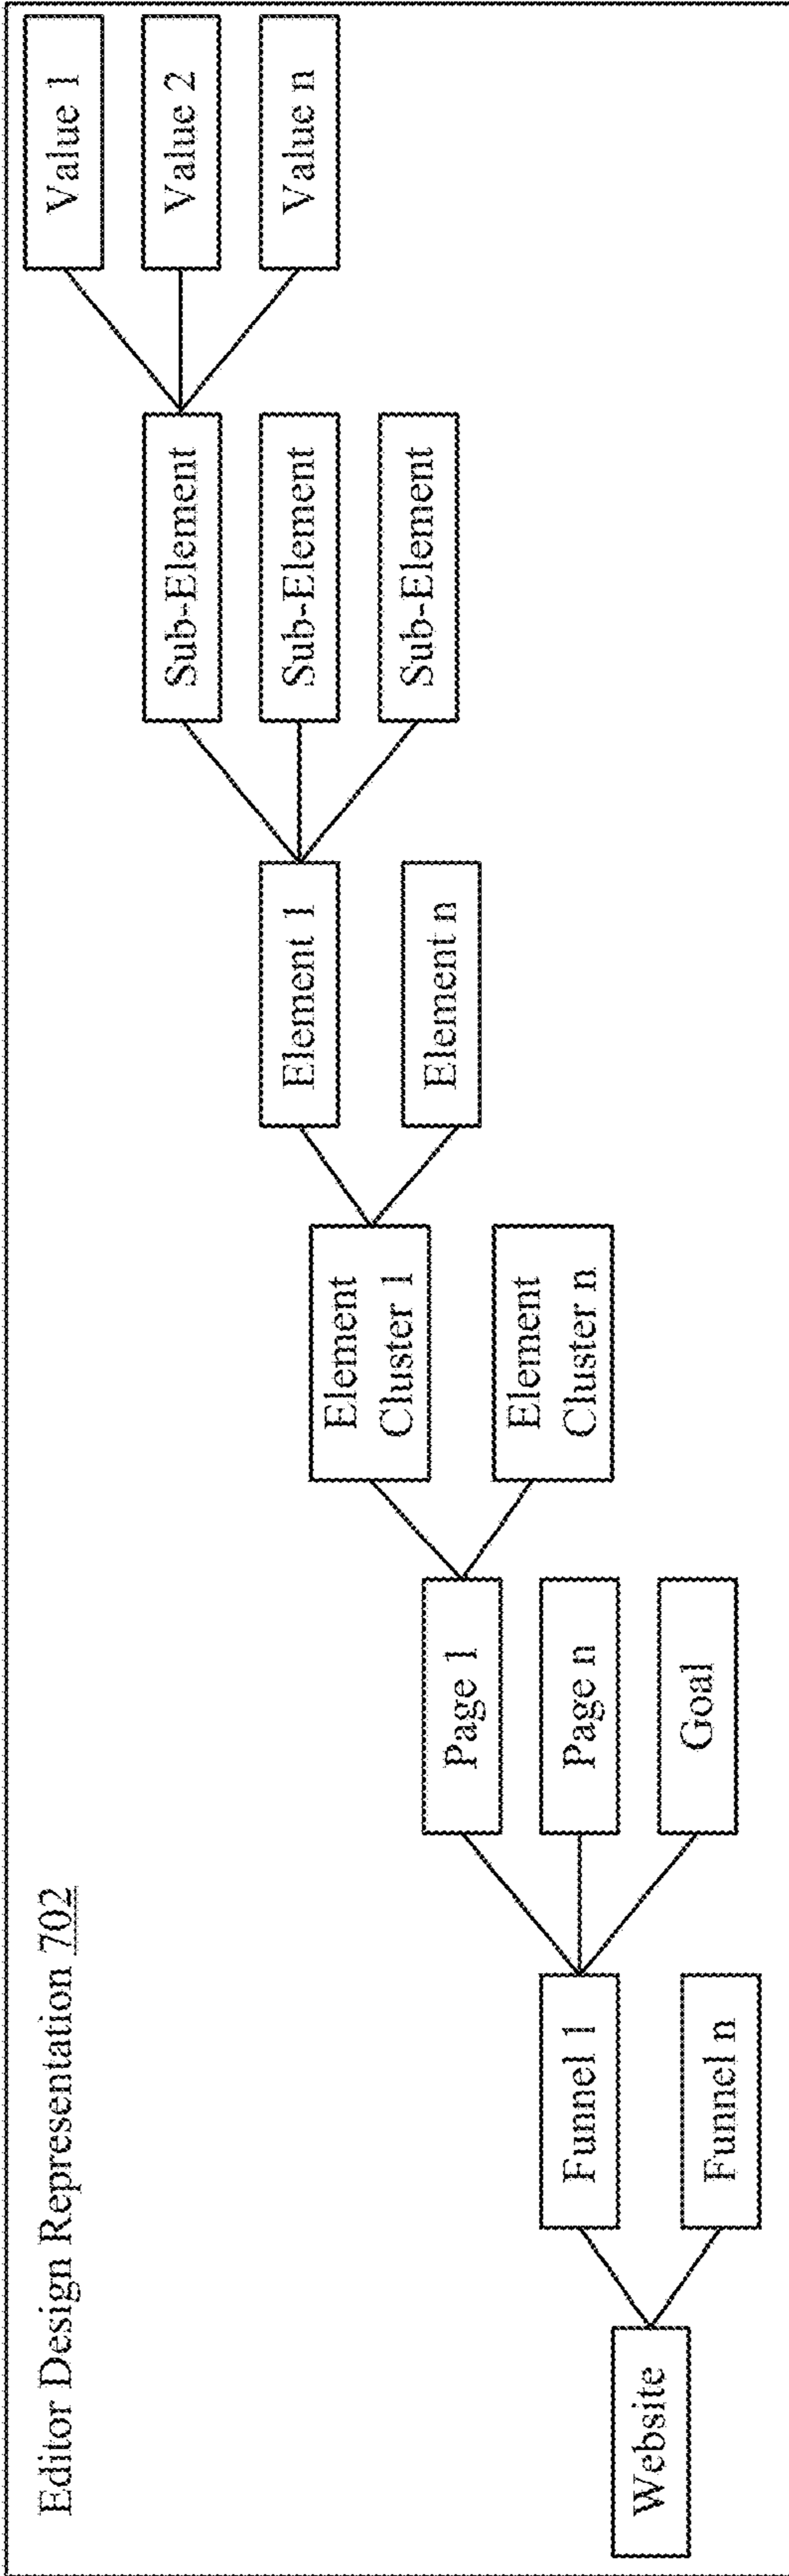 Editor Design Representation 702
Website
Funnel 1
Funnel n
Page 1
Page n
Goal
Element
Cluster 1
Element
Cluster n
Element 1
Element n
Sub-Element
Sub-Element
Sub-Element
Value 1
Value 2
Value n